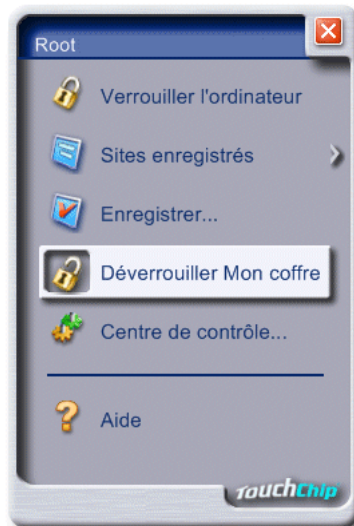 Root
Verrouiller l'ordinateur
Sites enregistrés
Enregistrer...
Déverrouiller Mon coffre
Centre de contrôle...
Aide
TouchChip